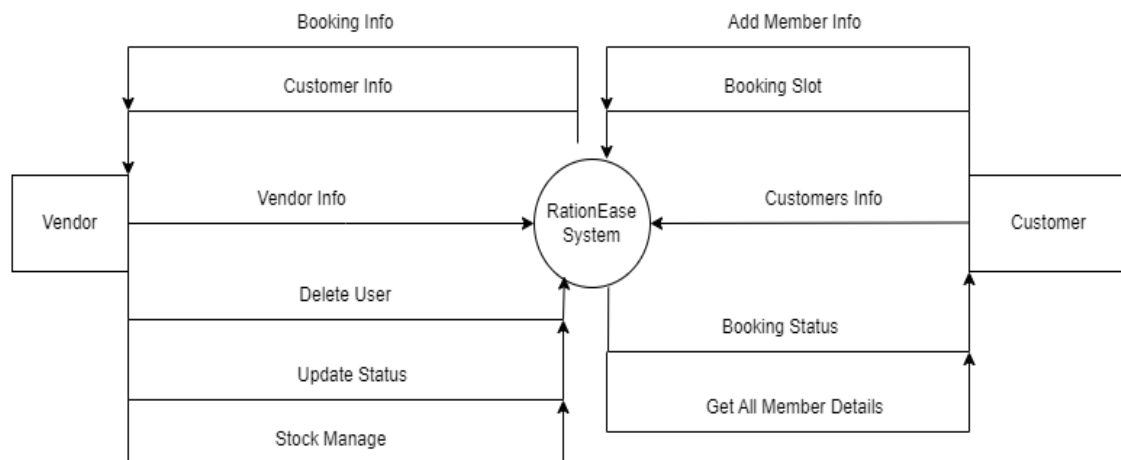 Booking Info
Add Member Info
Customer Info
Booking Slot
Vendor Info
Customers Info
Vendor
RationEase
System
Customer
Delete User
Booking Status
Update Status
Get All Member Details
Stock Manage